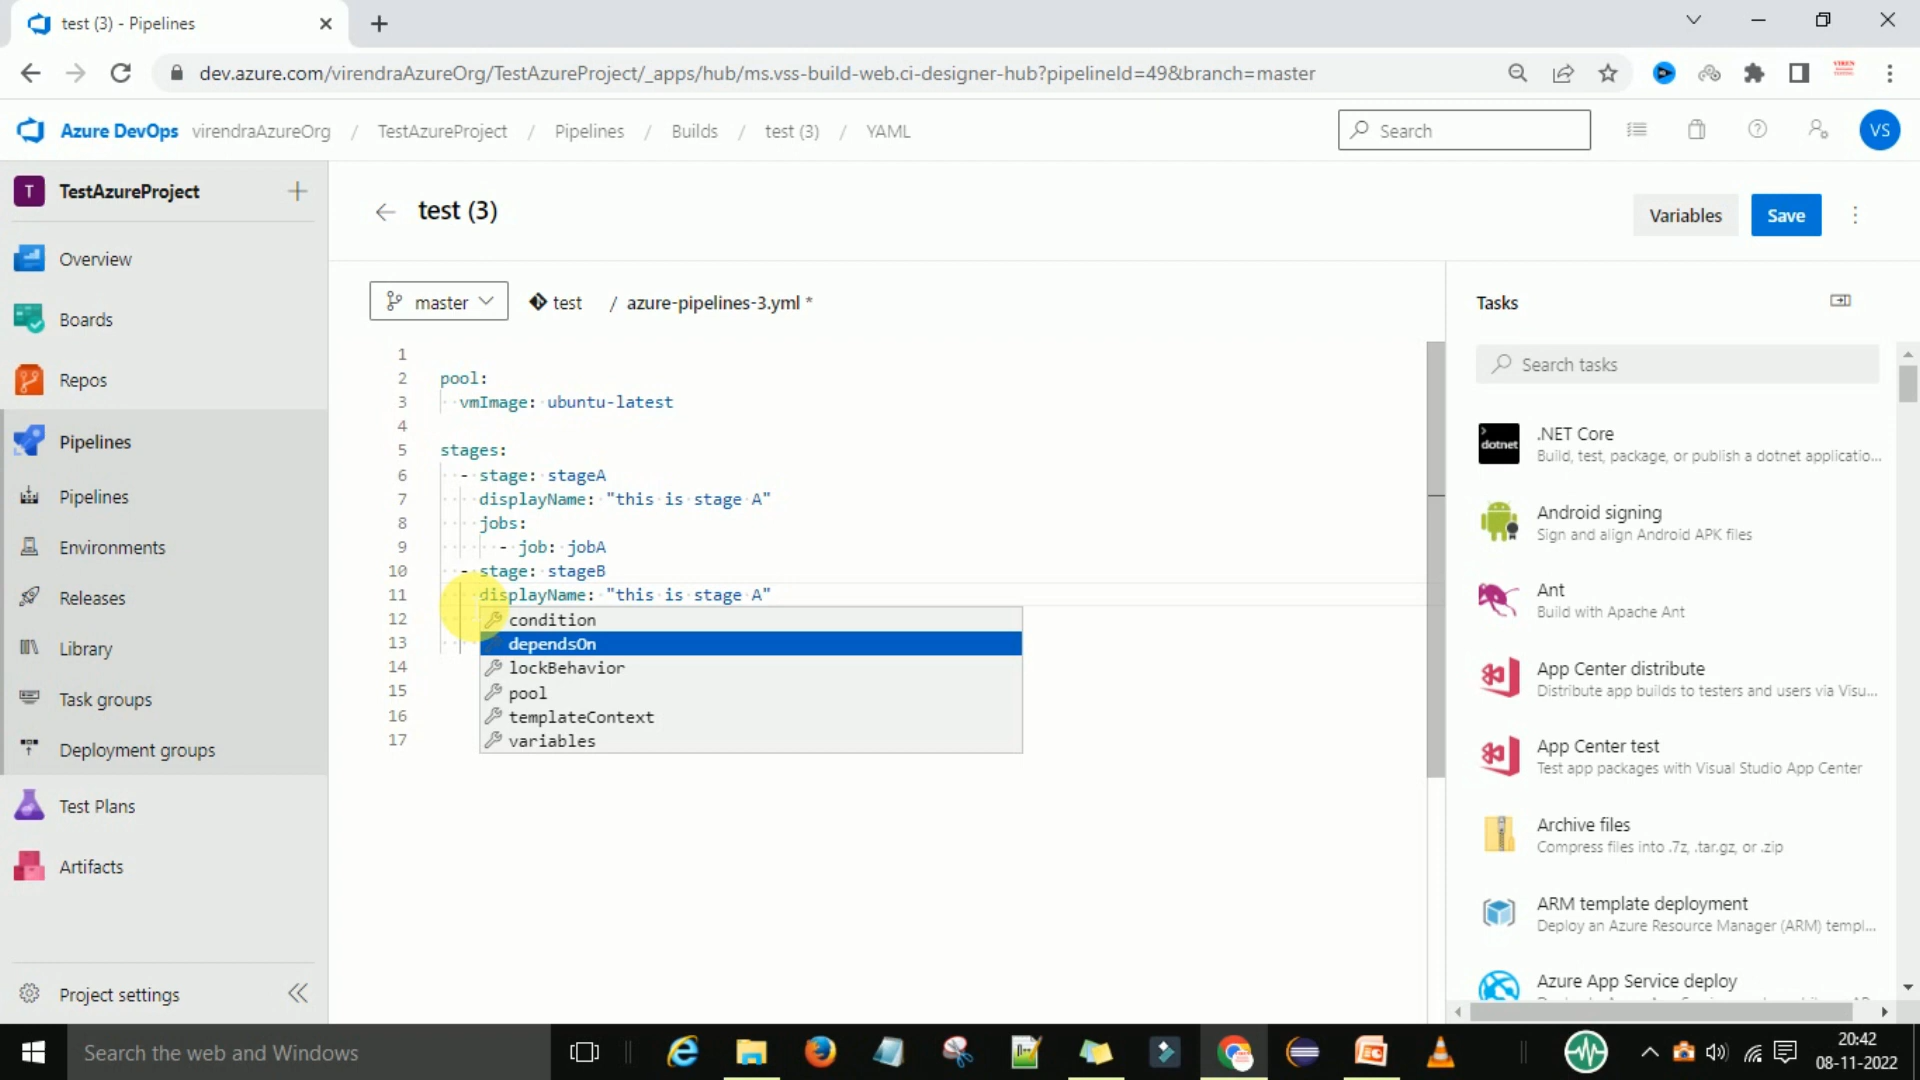 test (3) - Pipelines
dev.azure.com/virendraAzureOrg/TestAzureProject/_apps/hub/ms.vss-build-web.ci-designer-hub?pipelineId=49&branch=master
Azure DevOps virendraAzureOrg / TestAzureProject / Pipelines / Builds / test (3) / YAML
Search
VS
T TestAzureProject
Overview
Boards
Repos
Pipelines
Pipelines
Environments
Releases
Library
Task groups
Deployment groups
Test Plans
Artifacts
Project settings
test (3)
Variables
Save
master
test / azure-pipelines-3.yml *
1
2 pool:
3 vmImage: ubuntu-latest
4
5 stages:
6 - stage: stageA
7 displayName: "this is stage A"
8 jobs:
9 - job: jobA
10 - stage: stageB
11 displayName: "this is stage A"
12
13
14
15
16
17
condition
dependsOn
lockBehavior
pool
templateContext
variables
Tasks
Search tasks
dotnet
.NET Core
Build, test, package, or publish a dotnet applicatio...
Android signing
Sign and align Android APK files
Ant
Build with Apache Ant
App Center distribute
Distribute app builds to testers and users via Visu...
App Center test
Test app packages with Visual Studio App Center
Archive files
Compress files into .7z, .tar.gz, or .zip
ARM template deployment
Deploy an Azure Resource Manager (ARM) templ...
Azure App Service deploy
Search the web and Windows
20:42
08-11-2022